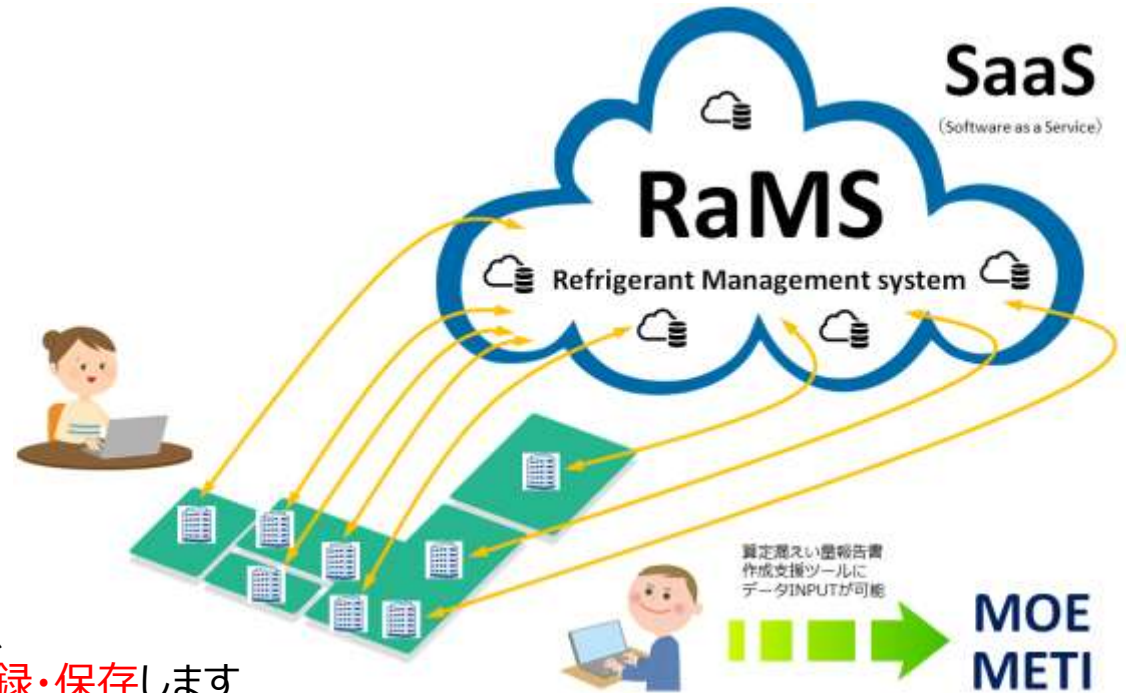 SaaS
(Software as a Service)
RaMS
Refrigerant Management system
算定漏えい量報告書
作成支援ツールに
データINPUTが可能
MOE
METI
録・保存します